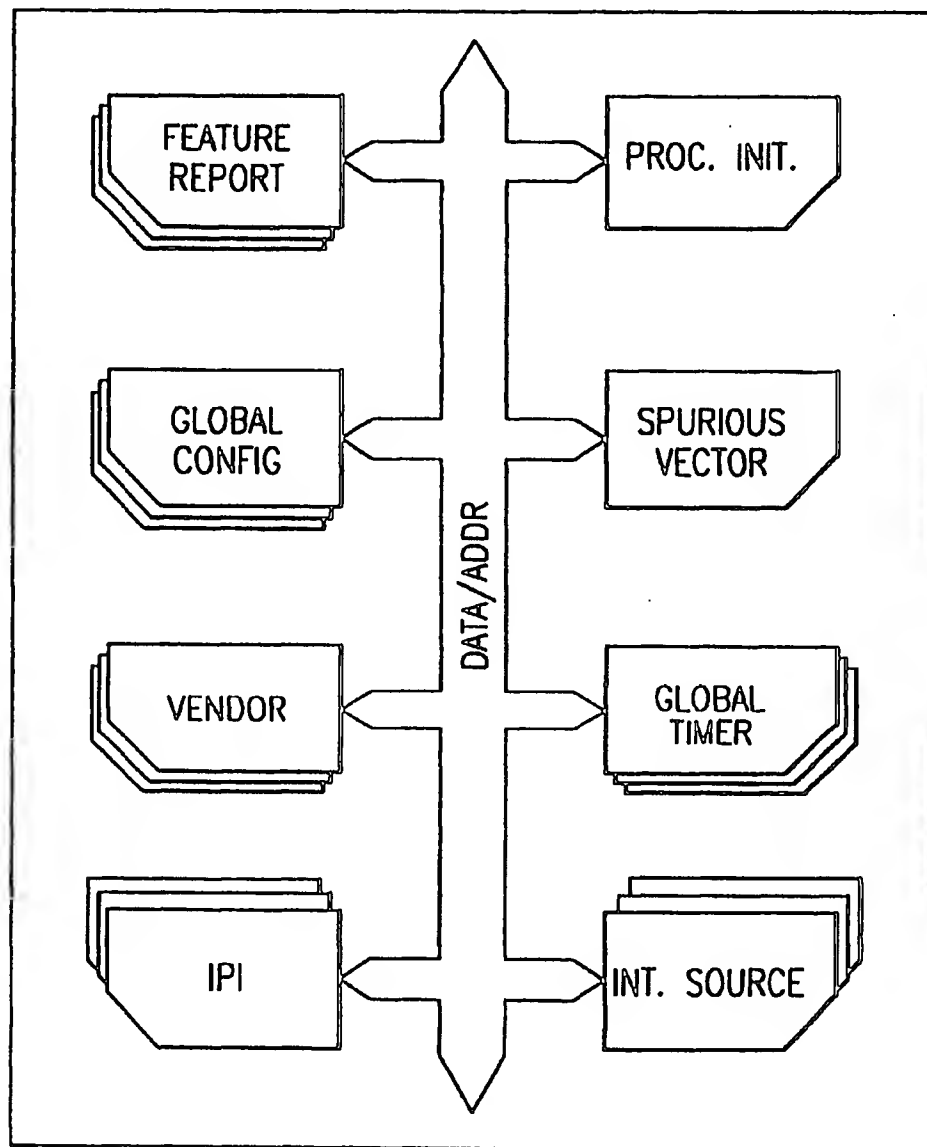 FEATURE
REPORT
PROC. INIT.
GLOBAL
CONFIG
SPURIOUS
VECTOR
DATA/ADDR
VENDOR
GLOBAL
TIMER
IPI
INT. SOURCE